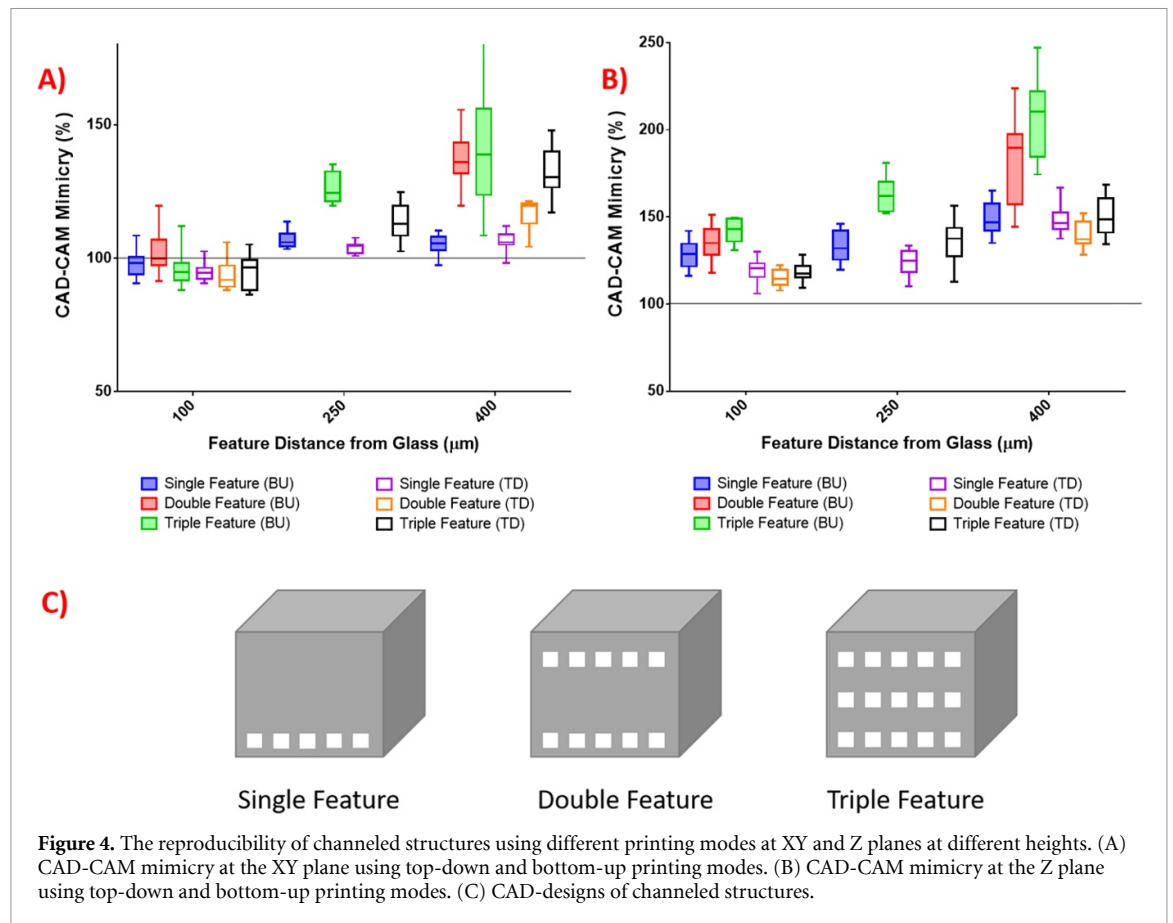 A)
CAD-CAM Mimicry (%)
150
100
50
100
250
400
Feature Distance from Glass (μm)
Single Feature (BU)
Double Feature (BU)
Triple Feature (BU)
Single Feature (TD)
Double Feature (TD)
Triple Feature (TD)
B)
CAD-CAM Mimicry (%)
250
200
150
100
50
100
250
400
Feature Distance from Glass (μm)
Single Feature (BU)
Double Feature (BU)
Triple Feature (BU)
Single Feature (TD)
Double Feature (TD)
Triple Feature (TD)
C)
Single Feature
Double Feature
Triple Feature
Figure 4. The reproducibility of channeled structures using different printing modes at XY and Z planes at different heights. (A)
CAD-CAM mimicry at the XY plane using top-down and bottom-up printing modes. (B) CAD-CAM mimicry at the Z plane
using top-down and bottom-up printing modes. (C) CAD-designs of channeled structures.